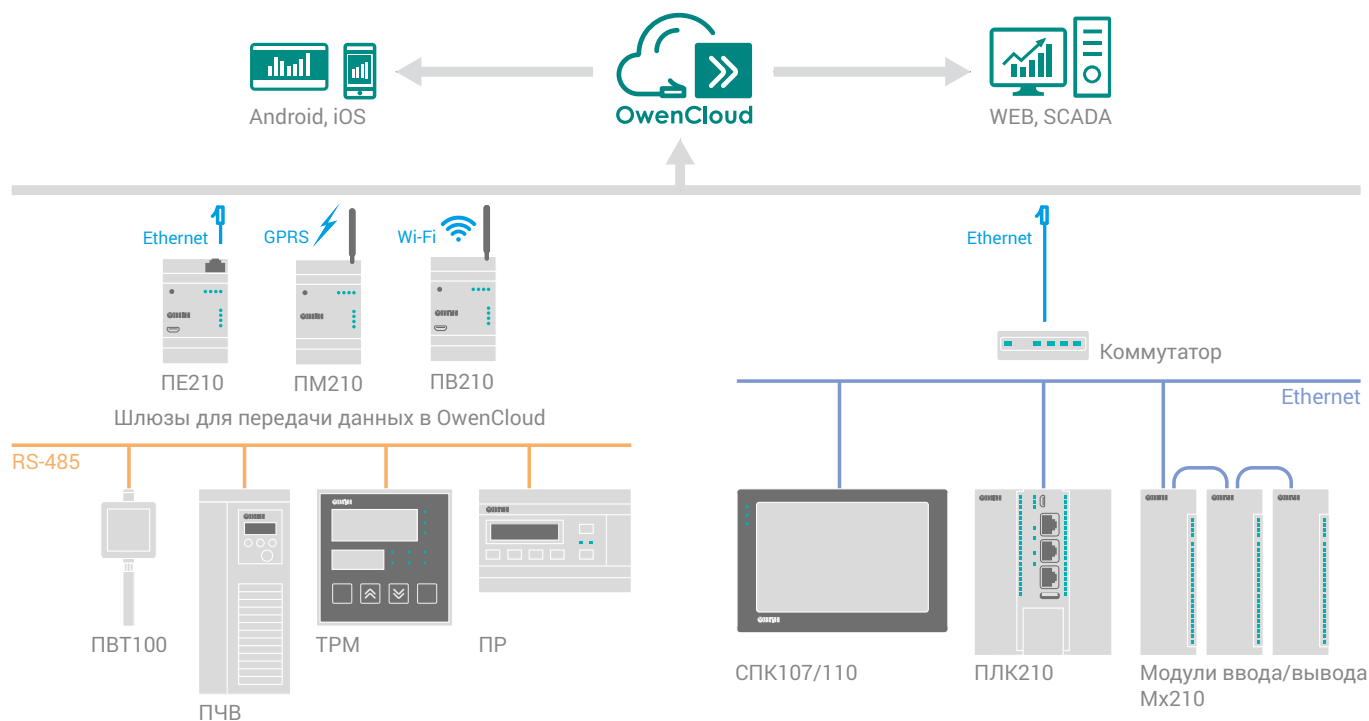 Android, iOS
OwenCloud
WEB, SCADA
Ethernet
GPRS
Wi-Fi
Ethernet
ПЕ210
ПМ210
ПВ210
Коммутатор
Шлюзы для передачи данных в OwenCloud
Ethernet
RS-485
ПВТ100
ПЧВ
ТРМ
ПР
СПК107/110
ПЛК210
Модули ввода/вывода
Мх210